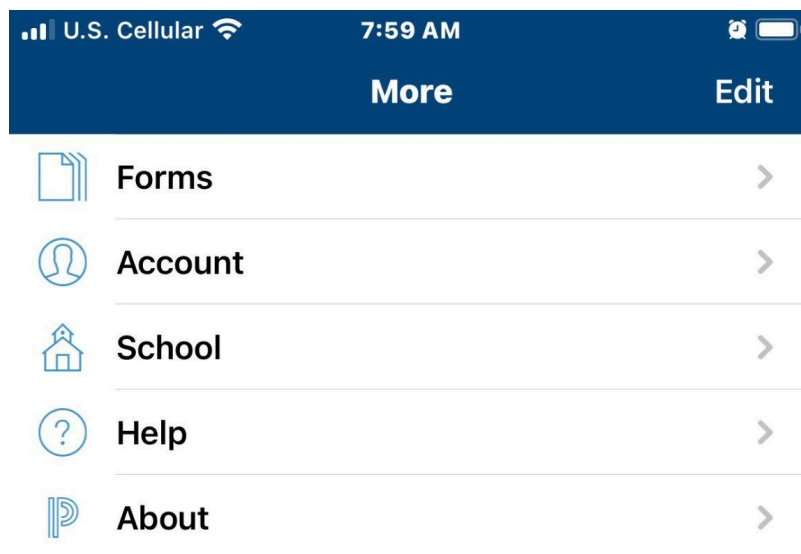 U.S. Cellular 7:59 AM
More Edit
Forms
Account
School
? Help
About